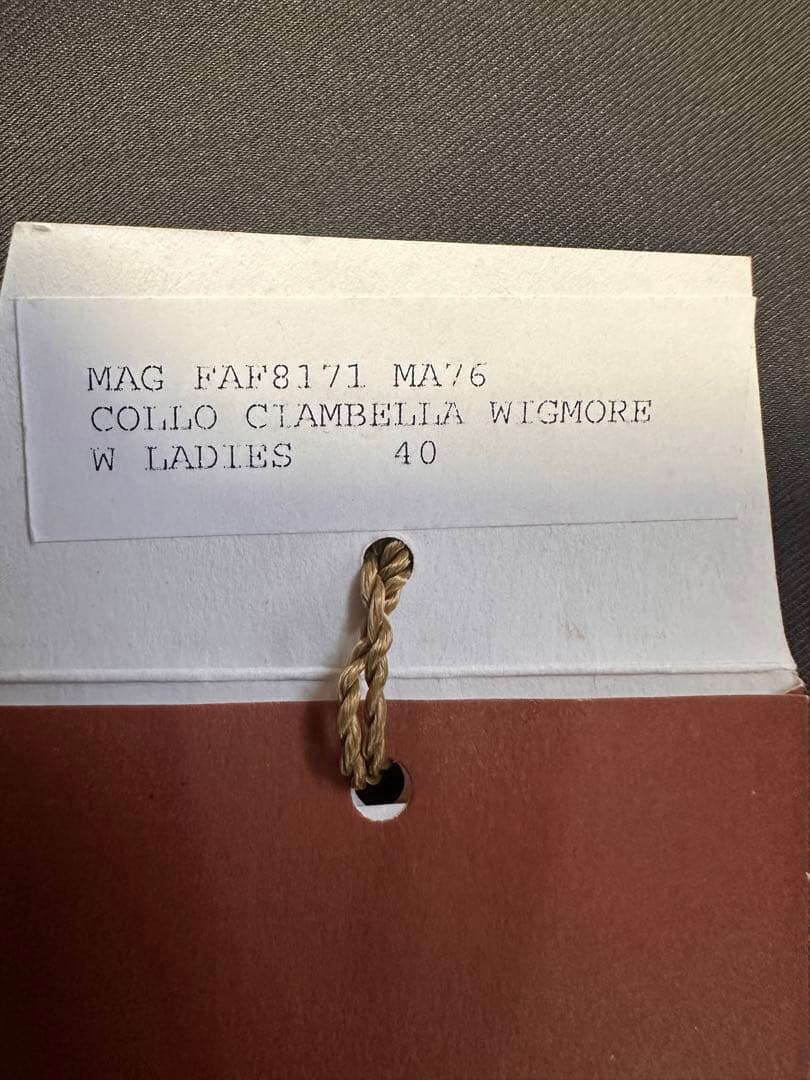 MAG FAF8171 MA76
COLLO CIAMBELLA WIGMORE
W LADIES 40